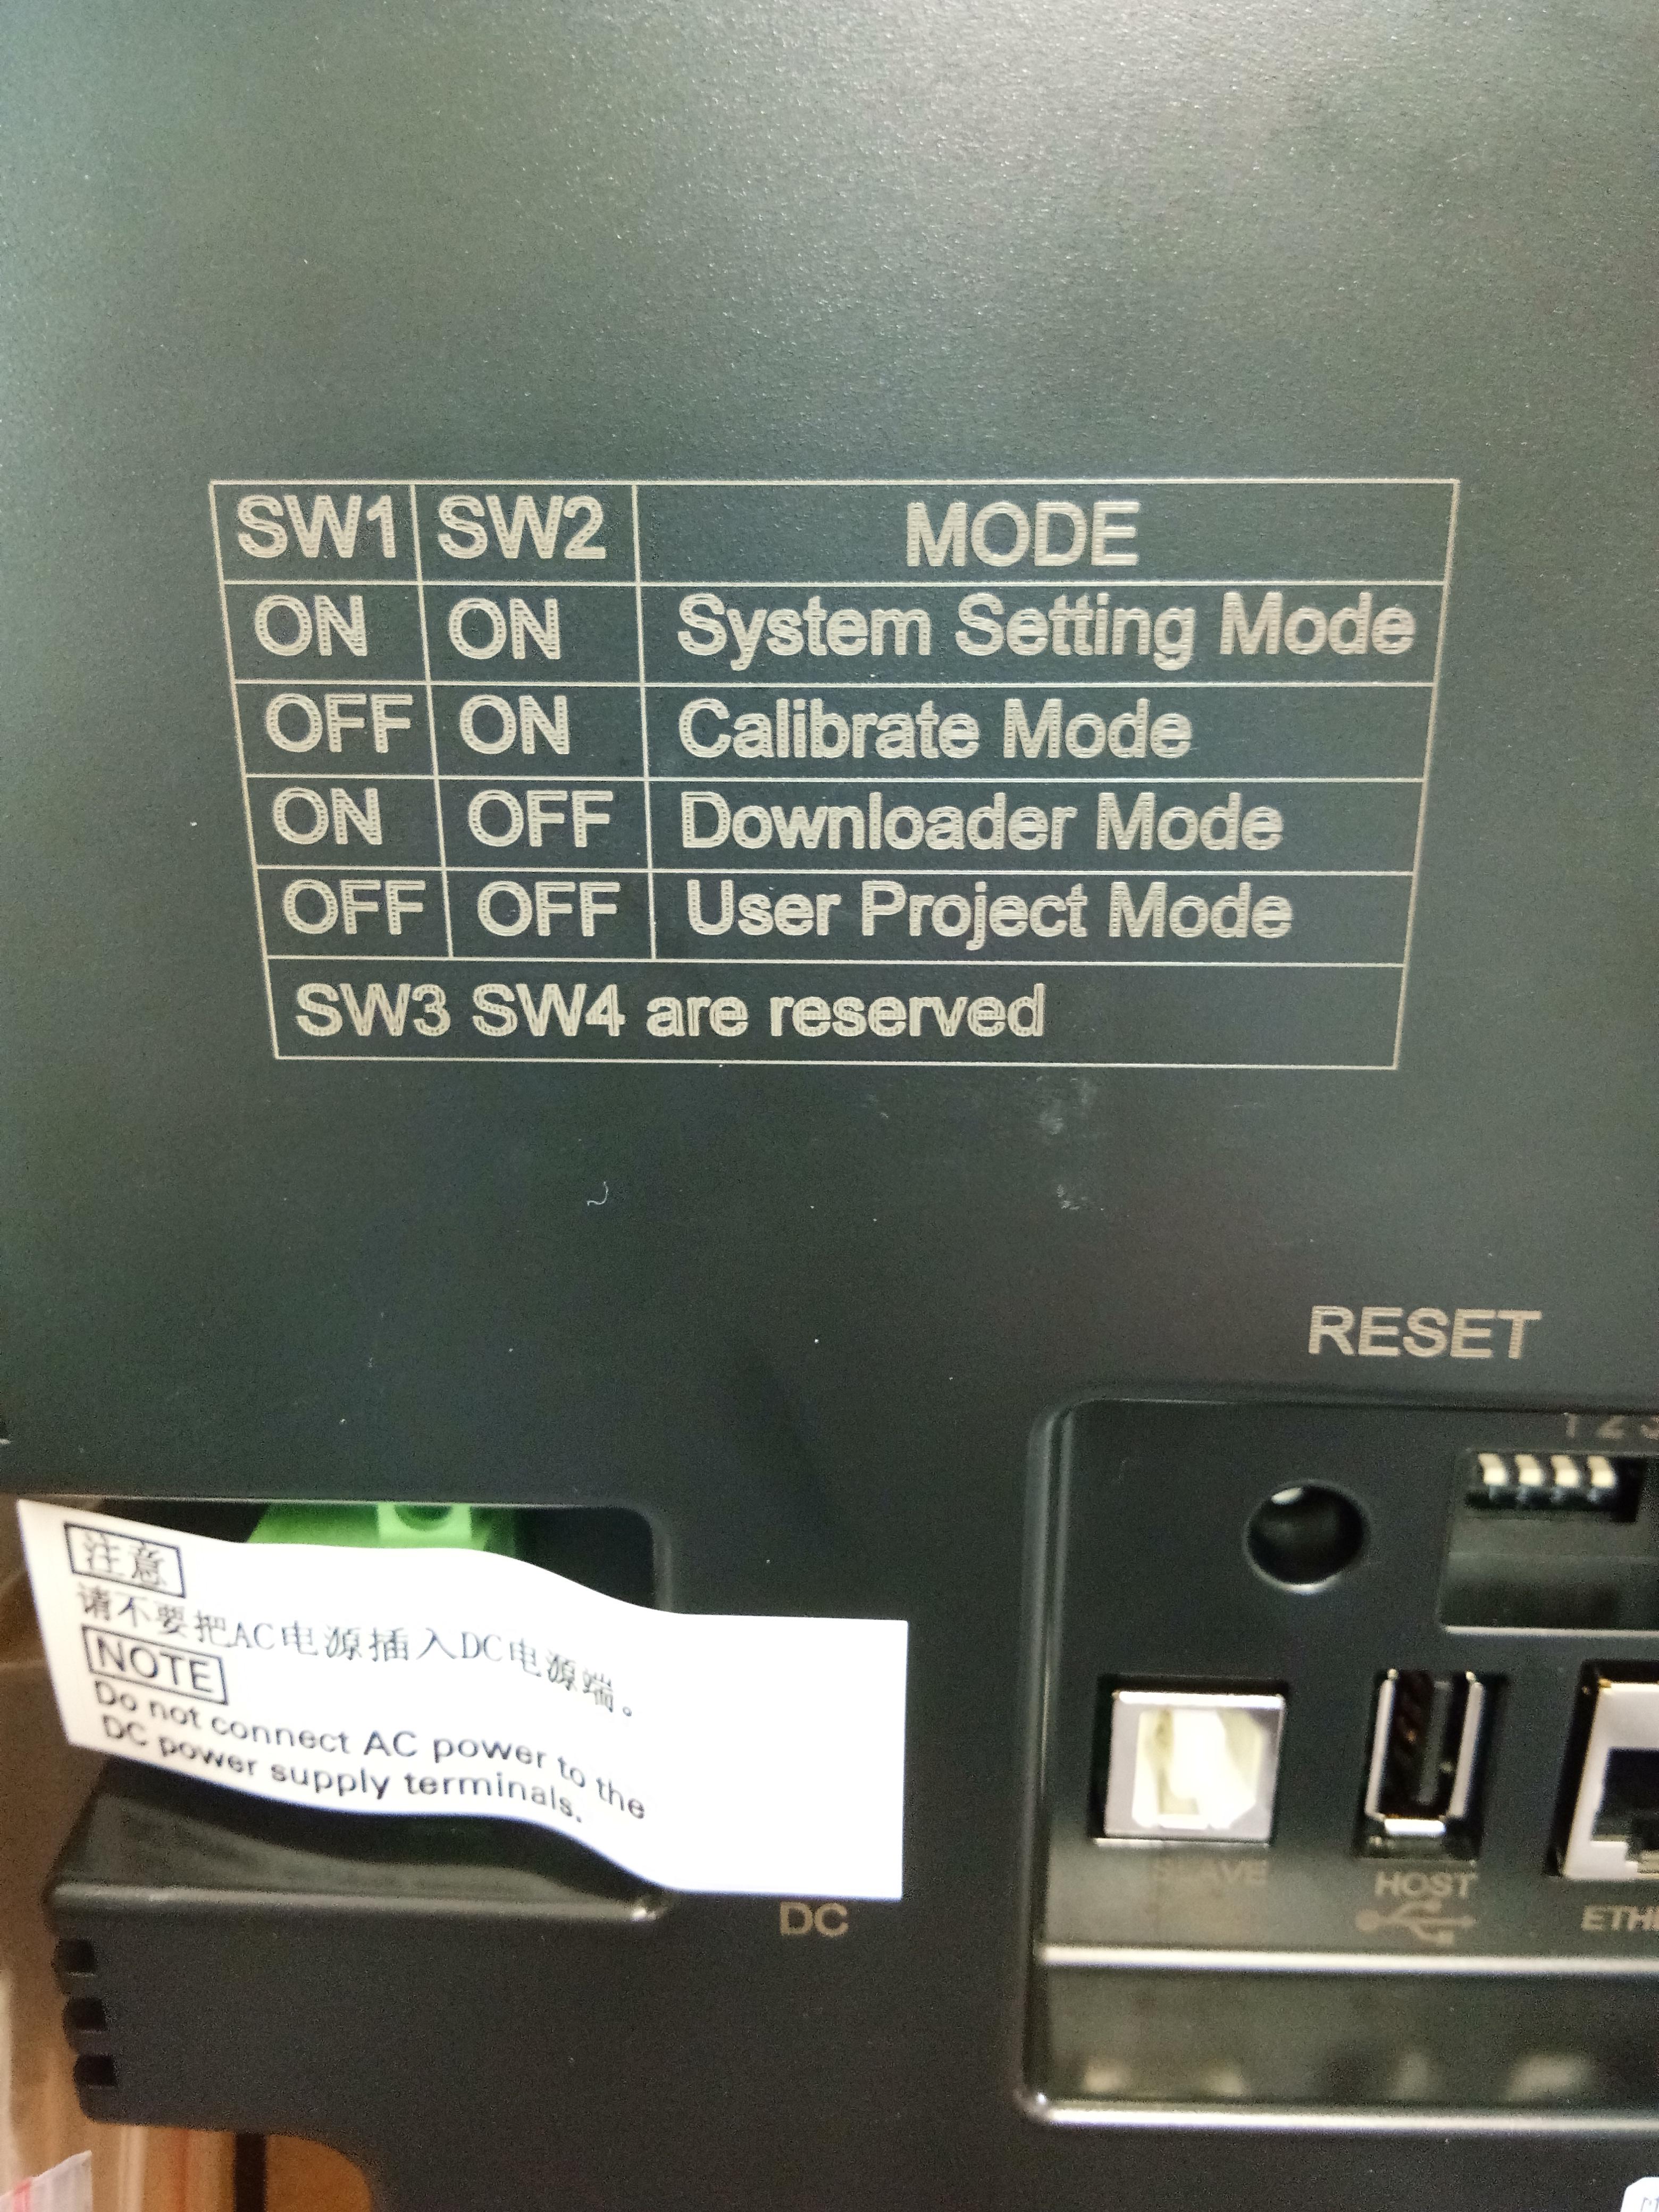 SW1 SW2 MODE
ON ON System Setting Mode
OFF ON Calibrate Mode
ON OFF Downloader Mode
OFF OFF User Project Mode
SW3 SW4 are reserved
RESET
1 2 3
注意
请不要把AC电源插入DC电源端。
NOTE
Do not connect AC power to the
DC power supply terminals.
DC
SLAVE
HOST